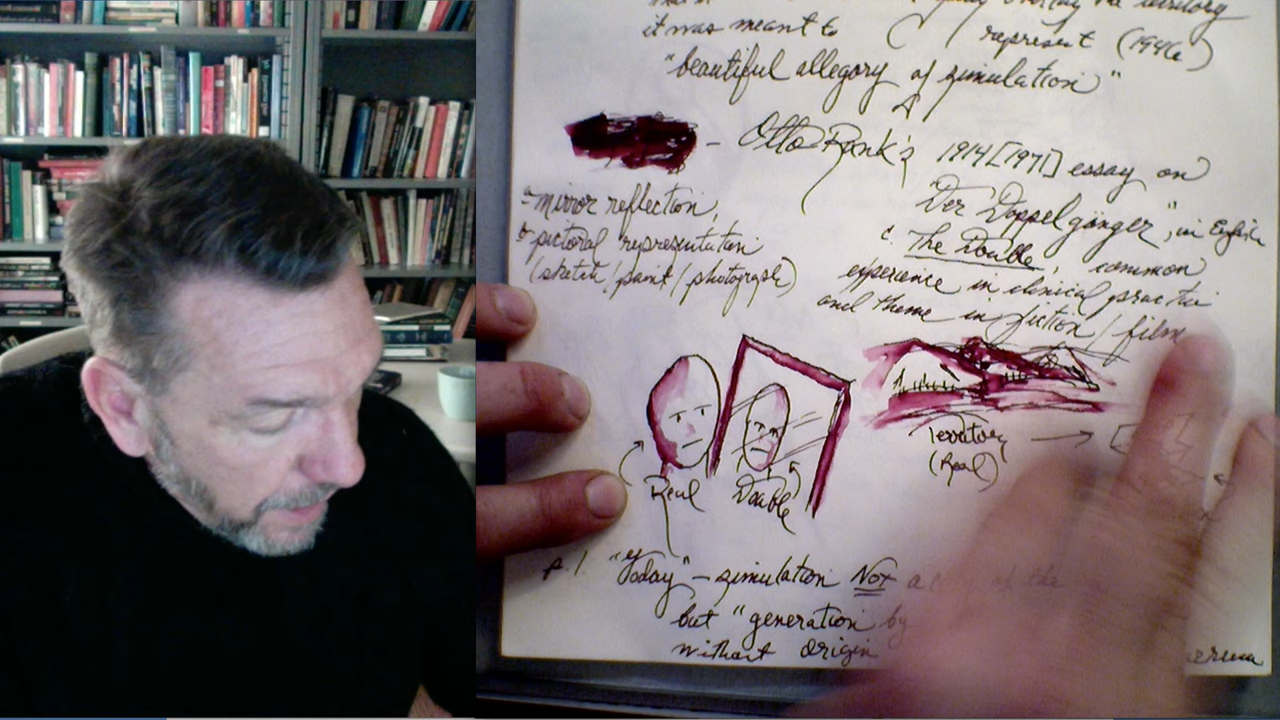 it was meant to represent (1946)
"beautiful allegory of simulation"
- Otto Rank's 1914 [1971] essay on
"Der Doppelgänger", in English
a. mirror reflection,
b. pictoral representation
(sketch / paint / photograph)
c. The Double, common
experience in clinical practice
and theme in fiction / film
Real
Double
Territory
(Real)
p. 1. "Today" - simulation Not a
but "generation by
without origin